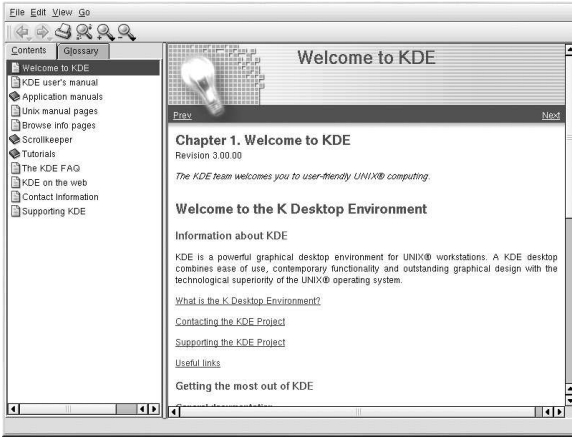 File Edit View Go
Contents Glossary
Welcome to KDE
KDE user's manual
Application manuals
Unix manual pages
Browse info pages
Scrollkeeper
Tutorials
The KDE FAQ
KDE on the web
Contact Information
Supporting KDE
Welcome to KDE
Prev Next
Chapter 1. Welcome to KDE
Revision 3.00.00
The KDE team welcomes you to user-friendly UNIX® computing.
Welcome to the K Desktop Environment
Information about KDE
KDE is a powerful graphical desktop environment for UNIX® workstations. A KDE desktop
combines ease of use, contemporary functionality and outstanding graphical design with the
technological superiority of the UNIX® operating system.
What is the K Desktop Environment?
Contacting the KDE Project
Supporting the KDE Project
Useful links
Getting the most out of KDE
General documentation